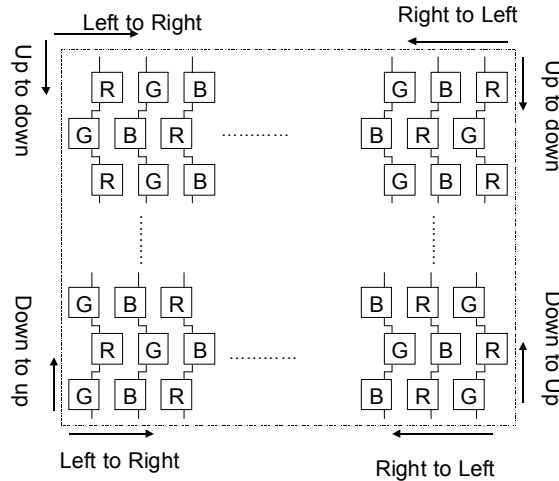 Left to Right
Right to Left
Up to down
Up to down
R G B G B R
G B R ............ B R G
R G B G B R
G B R B R G
R G B ............ G B R
G B R B R G
Down to up
Down to Up
Left to Right
Right to Left